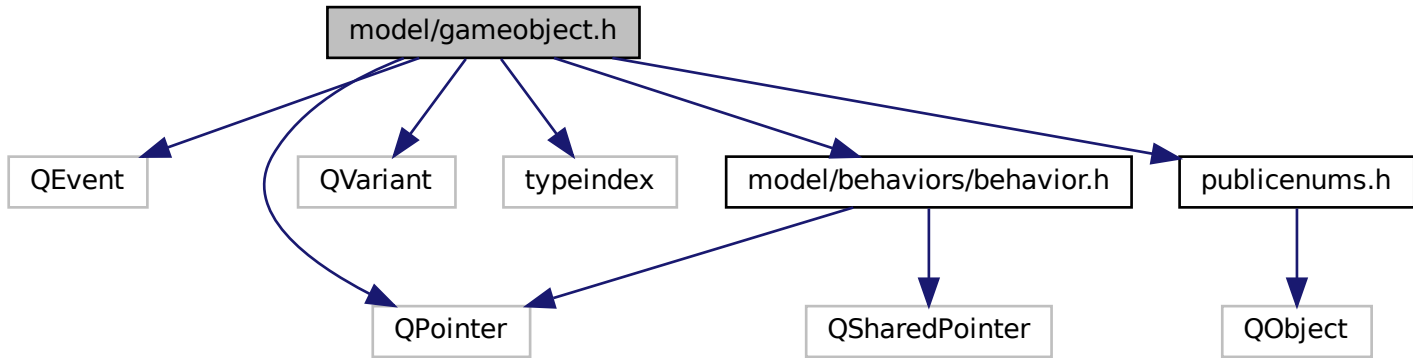 model/gameobject.h
QEvent
QVariant
typeindex
model/behaviors/behavior.h
publicenums.h
QPointer
QSharedPointer
QObject